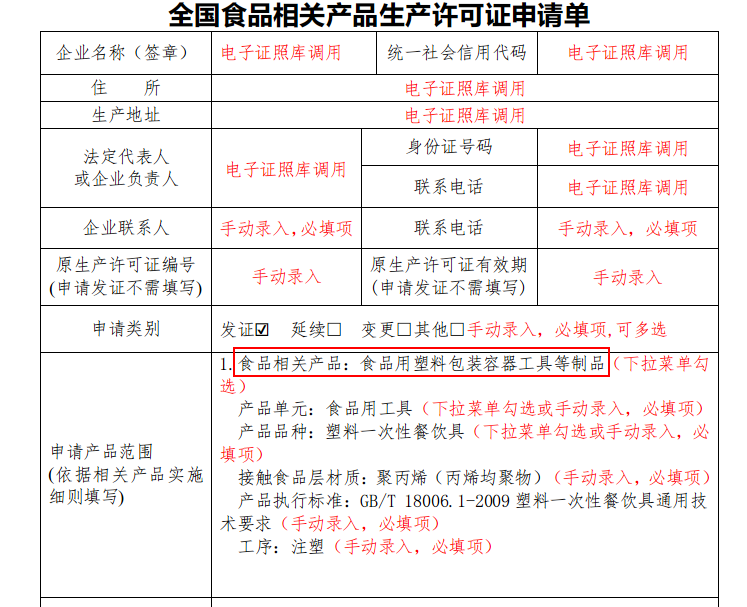 全国食品相关产品生产许可证申请单
企业名称（签章） 电子证照库调用 统一社会信用代码 电子证照库调用
住 所 电子证照库调用
生产地址 电子证照库调用
法定代表人
或企业负责人
电子证照库调用
身份证号码 电子证照库调用
联系电话 电子证照库调用
企业联系人 手动录入,必填项 联系电话 手动录入，必填项
原生产许可证编号
(申请发证不需填写)
手动录入
原生产许可证有效期
(申请发证不需填写)
手动录入
申请类别 发证☑ 延续☐ 变更☐其他☐手动录入，必填项,可多选
申请产品范围
(依据相关产品实施
细则填写)
1.食品相关产品：食品用塑料包装容器工具等制品（下拉菜单勾
选）
产品单元：食品用工具（下拉菜单勾选或手动录入，必填项）
产品品种：塑料一次性餐饮具（下拉菜单勾选或手动录入，必
填项）
接触食品层材质：聚丙烯（丙烯均聚物）（手动录入，必填项）
产品执行标准：GB/T 18006.1-2009 塑料一次性餐饮具通用技
术要求（手动录入，必填项）
工序：注塑（手动录入，必填项）